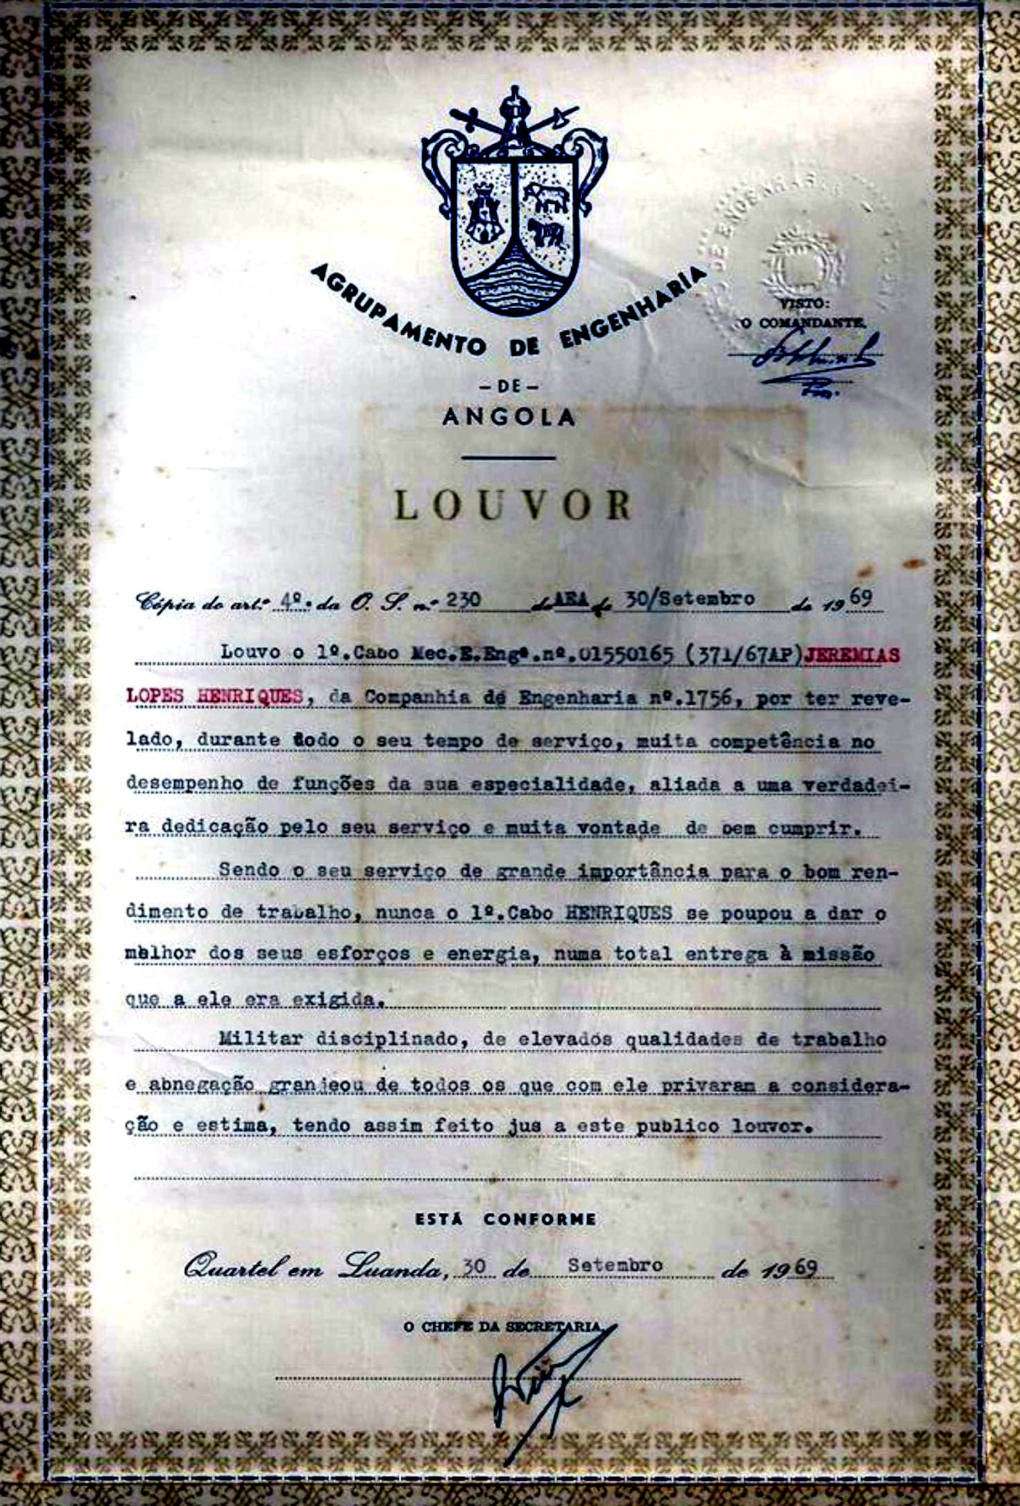 AGRUPAMENTO DE ENGENHARIA
- DE -
ANGOLA
VISTO:
O COMANDANTE,
LOUVOR
Cópia do art.º 4º. da O. S. n.º 230 do AEA de 30/Setembro de 1969
Louvo o 1º.Cabo Mec.E.Engª.nº.01550165 (371/67AP)JEREMIAS
LOPES HENRIQUES, da Companhia de Engenharia nº.1756, por ter reve-
lado, durante todo o seu tempo de serviço, muita competência no
desempenho de funções da sua especialidade, aliada a uma verdadei-
ra dedicação pelo seu serviço e muita vontade de bem cumprir.
Sendo o seu serviço de grande importância para o bom ren-
dimento de trabalho, nunca o 1º.Cabo HENRIQUES se poupou a dar o
melhor dos seus esforços e energia, numa total entrega à missão
que a ele era exigida.
Militar disciplinado, de elevados qualidades de trabalho
e abnegação granjeou de todos os que com ele privaram a considera-
ção e estima, tendo assim feito jus a este publico louvor.
ESTÁ CONFORME
Quartel em Luanda, 30 de Setembro de 1969
O CHEFE DA SECRETARIA,